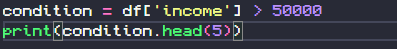 condition = df['income'] > 50000
print(condition.head(5))